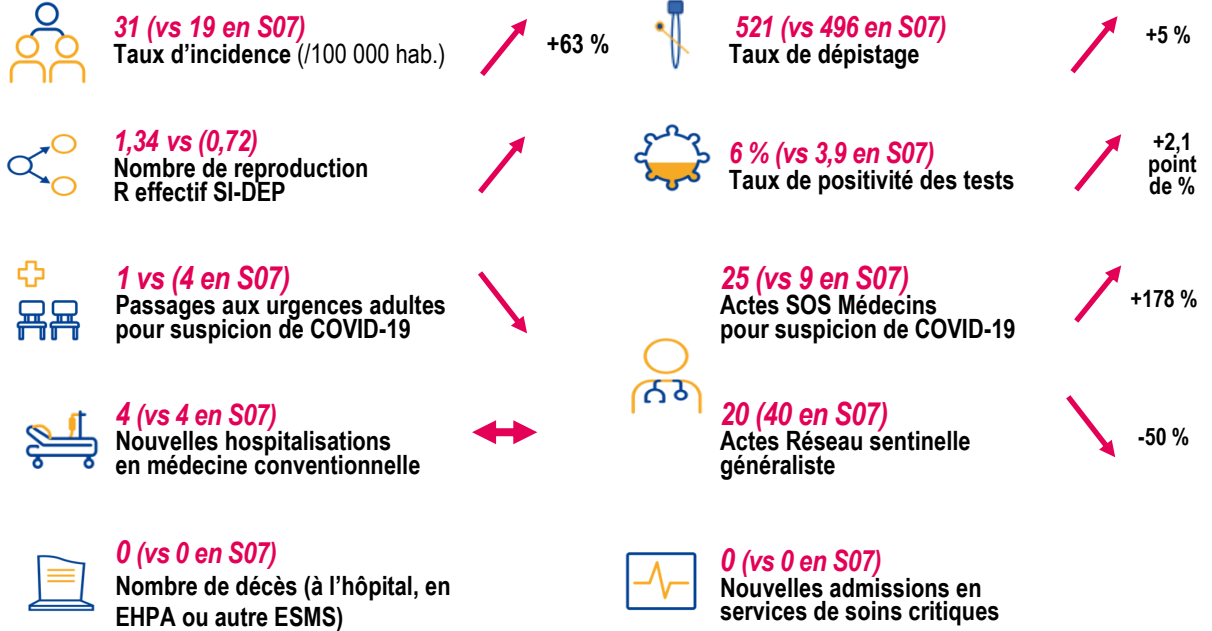 31 (vs 19 en S07)
Taux d'incidence (/100 000 hab.)
+63 %
521 (vs 496 en S07)
Taux de dépistage
+5 %
1,34 vs (0,72)
Nombre de reproduction
R effectif SI-DEP
6 % (vs 3,9 en S07)
Taux de positivité des tests
+2,1
point
de %
1 vs (4 en S07)
Passages aux urgences adultes
pour suspicion de COVID-19
25 (vs 9 en S07)
Actes SOS Médecins
pour suspicion de COVID-19
+178 %
4 (vs 4 en S07)
Nouvelles hospitalisations
en médecine conventionnelle
20 (40 en S07)
Actes Réseau sentinelle
généraliste
-50 %
0 (vs 0 en S07)
Nombre de décès (à l'hôpital, en
EHPA ou autre ESMS)
0 (vs 0 en S07)
Nouvelles admissions en
services de soins critiques